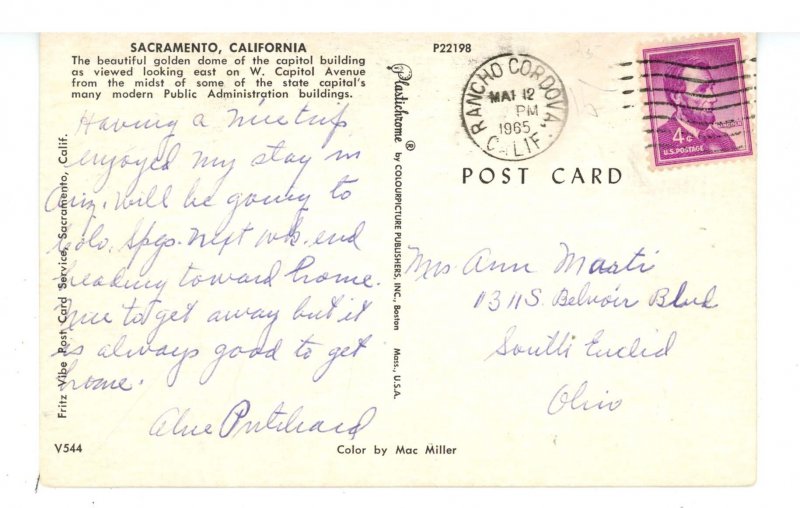 SACRAMENTO, CALIFORNIA
The beautiful golden dome of the capitol building
as viewed looking east on W. Capitol Avenue
from the midst of some of the state capital's
many modern Public Administration buildings.
P22198
RANCHO CORDOVA,
MAY 12
PM
1965
CALIF.
4¢
U.S. POSTAGE
POST CARD
Having a nice trip
enjoyed my stay in
Ariz. Will be going to
Colo. Spgs. next wk. end
heading toward home.
Nice to get away but it
is always good to get
home.
Pritchard
Mrs Ann Marti
1311 S. Belvoir Blvd
South Euclid
Ohio
Plastichrome ® by COLOURPICTURE PUBLISHERS, INC., Boston Mass., U.S.A.
Fritz Vibe Post Card Service, Sacramento, Calif.
V544
Color by Mac Miller